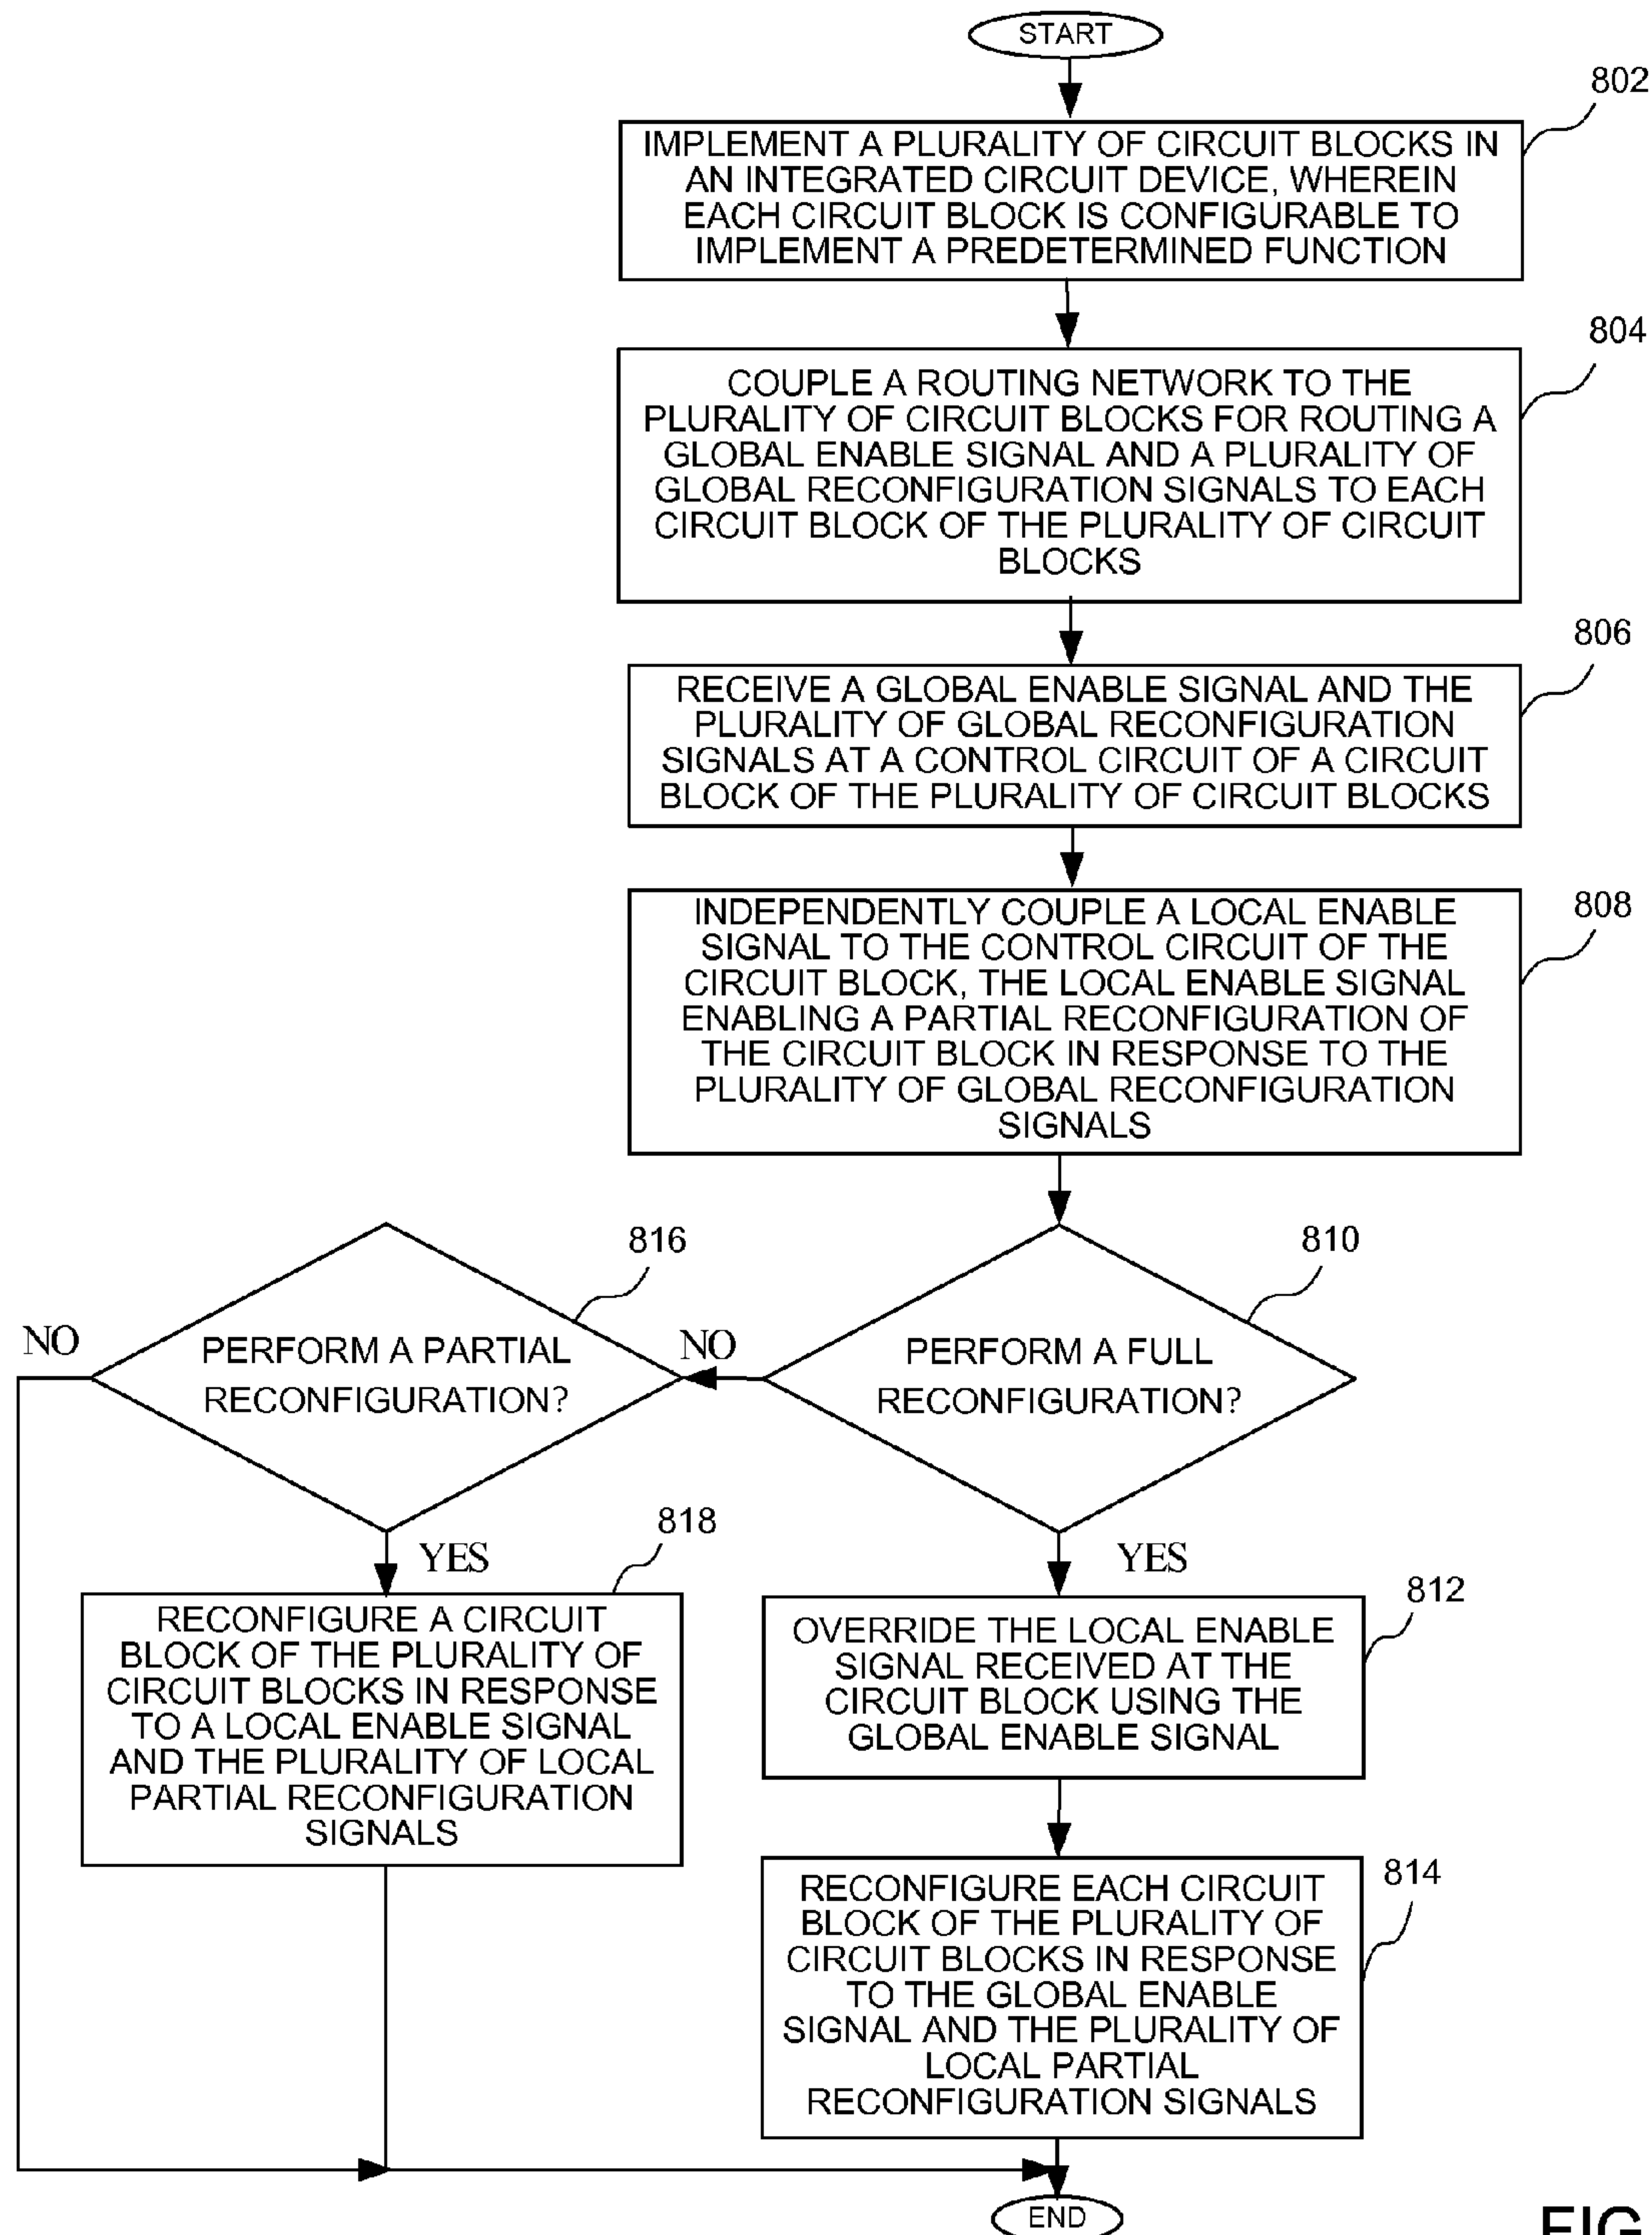 START
802
IMPLEMENT A PLURALITY OF CIRCUIT BLOCKS IN
AN INTEGRATED CIRCUIT DEVICE, WHEREIN
EACH CIRCUIT BLOCK IS CONFIGURABLE TO
IMPLEMENT A PREDETERMINED FUNCTION
804
COUPLE A ROUTING NETWORK TO THE
PLURALITY OF CIRCUIT BLOCKS FOR ROUTING A
GLOBAL ENABLE SIGNAL AND A PLURALITY OF
GLOBAL RECONFIGURATION SIGNALS TO EACH
CIRCUIT BLOCK OF THE PLURALITY OF CIRCUIT
BLOCKS
806
RECEIVE A GLOBAL ENABLE SIGNAL AND THE
PLURALITY OF GLOBAL RECONFIGURATION
SIGNALS AT A CONTROL CIRCUIT OF A CIRCUIT
BLOCK OF THE PLURALITY OF CIRCUIT BLOCKS
808
INDEPENDENTLY COUPLE A LOCAL ENABLE
SIGNAL TO THE CONTROL CIRCUIT OF THE
CIRCUIT BLOCK, THE LOCAL ENABLE SIGNAL
ENABLING A PARTIAL RECONFIGURATION OF
THE CIRCUIT BLOCK IN RESPONSE TO THE
PLURALITY OF GLOBAL RECONFIGURATION
SIGNALS
810
PERFORM A FULL
RECONFIGURATION?
NO
816
PERFORM A PARTIAL
RECONFIGURATION?
NO
YES
818
RECONFIGURE A CIRCUIT
BLOCK OF THE PLURALITY OF
CIRCUIT BLOCKS IN RESPONSE
TO A LOCAL ENABLE SIGNAL
AND THE PLURALITY OF LOCAL
PARTIAL RECONFIGURATION
SIGNALS
YES
812
OVERRIDE THE LOCAL ENABLE
SIGNAL RECEIVED AT THE
CIRCUIT BLOCK USING THE
GLOBAL ENABLE SIGNAL
814
RECONFIGURE EACH CIRCUIT
BLOCK OF THE PLURALITY OF
CIRCUIT BLOCKS IN RESPONSE
TO THE GLOBAL ENABLE
SIGNAL AND THE PLURALITY OF
LOCAL PARTIAL
RECONFIGURATION SIGNALS
END
FIG